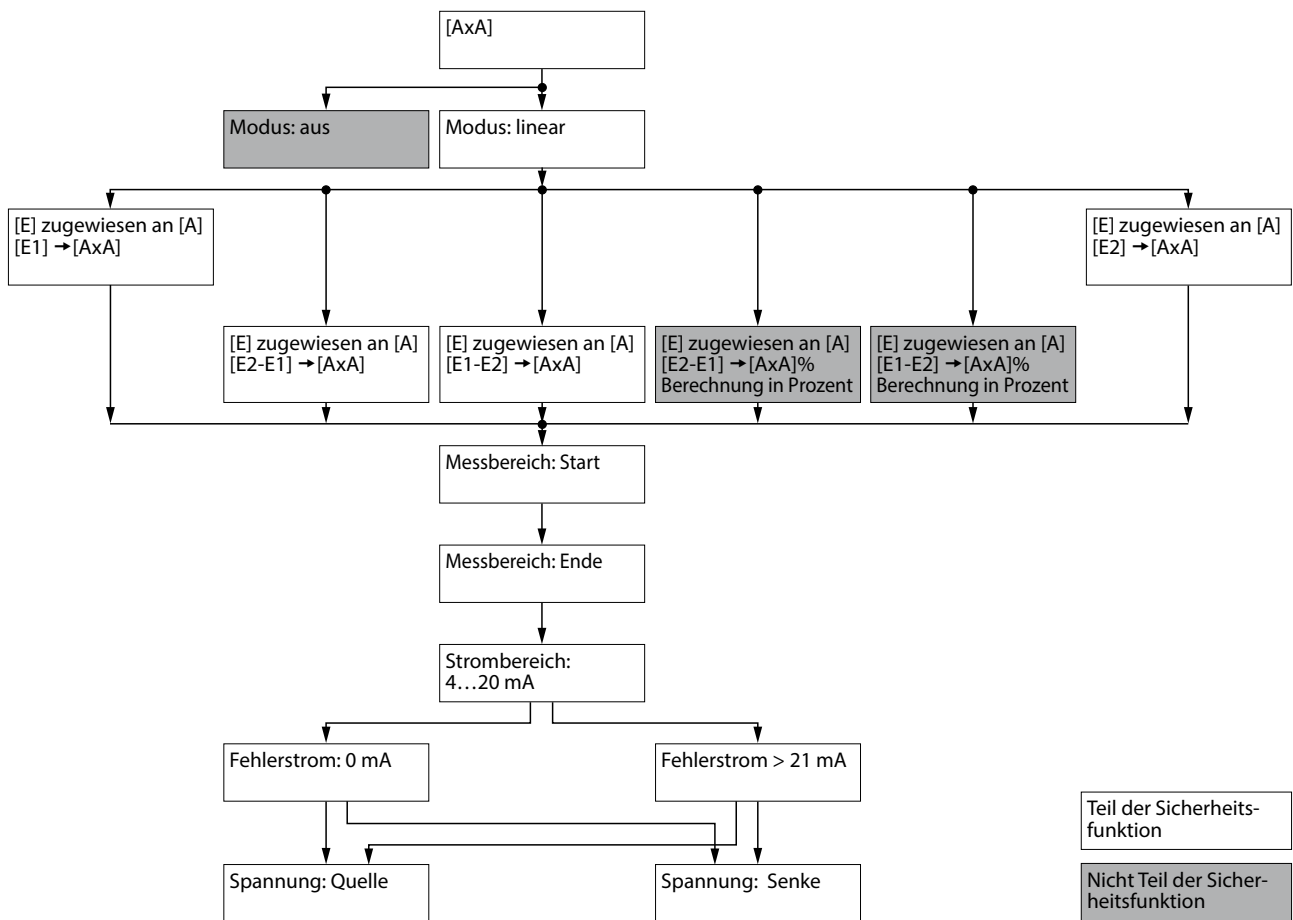 [AxA]
Modus: aus
Modus: linear
[E] zugewiesen an [A]
[E1] →[AxA]
[E] zugewiesen an [A]
[E2] →[AxA]
[E] zugewiesen an [A]
[E2-E1] →[AxA]
[E] zugewiesen an [A]
[E1-E2] →[AxA]
[E] zugewiesen an [A]
[E2-E1] →[AxA]%
Berechnung in Prozent
[E] zugewiesen an [A]
[E1-E2] →[AxA]%
Berechnung in Prozent
Messbereich: Start
Messbereich: Ende
Strombereich:
4…20 mA
Fehlerstrom: 0 mA
Fehlerstrom > 21 mA
Spannung: Quelle
Spannung: Senke
Teil der Sicherheits-
funktion
Nicht Teil der Sicher-
heitsfunktion